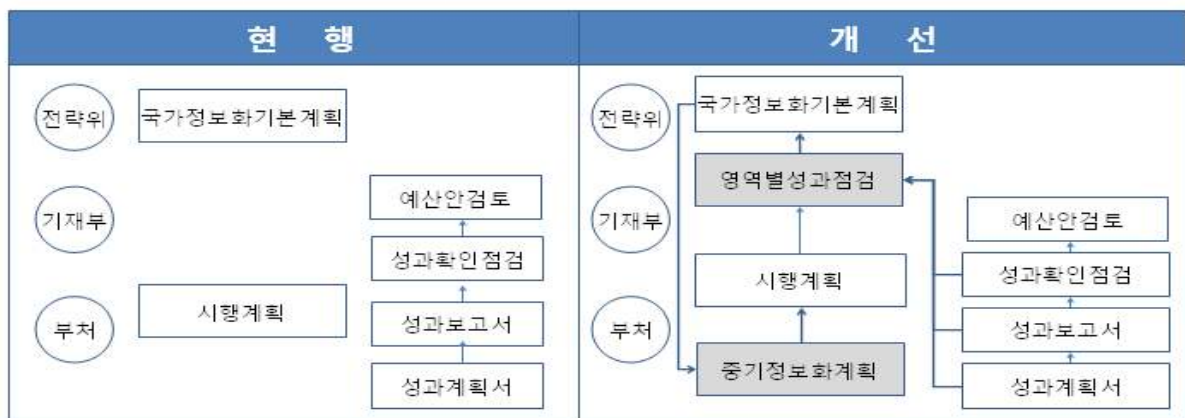 현 행
전략위
국가정보화기본계획
기재부
예산안검토
성과확인점검
시행계획
부처
성과보고서
성과계획서
개 선
전략위
국가정보화기본계획
영역별성과점검
기재부
예산안검토
시행계획
성과확인점검
부처
성과보고서
중기정보화계획
성과계획서